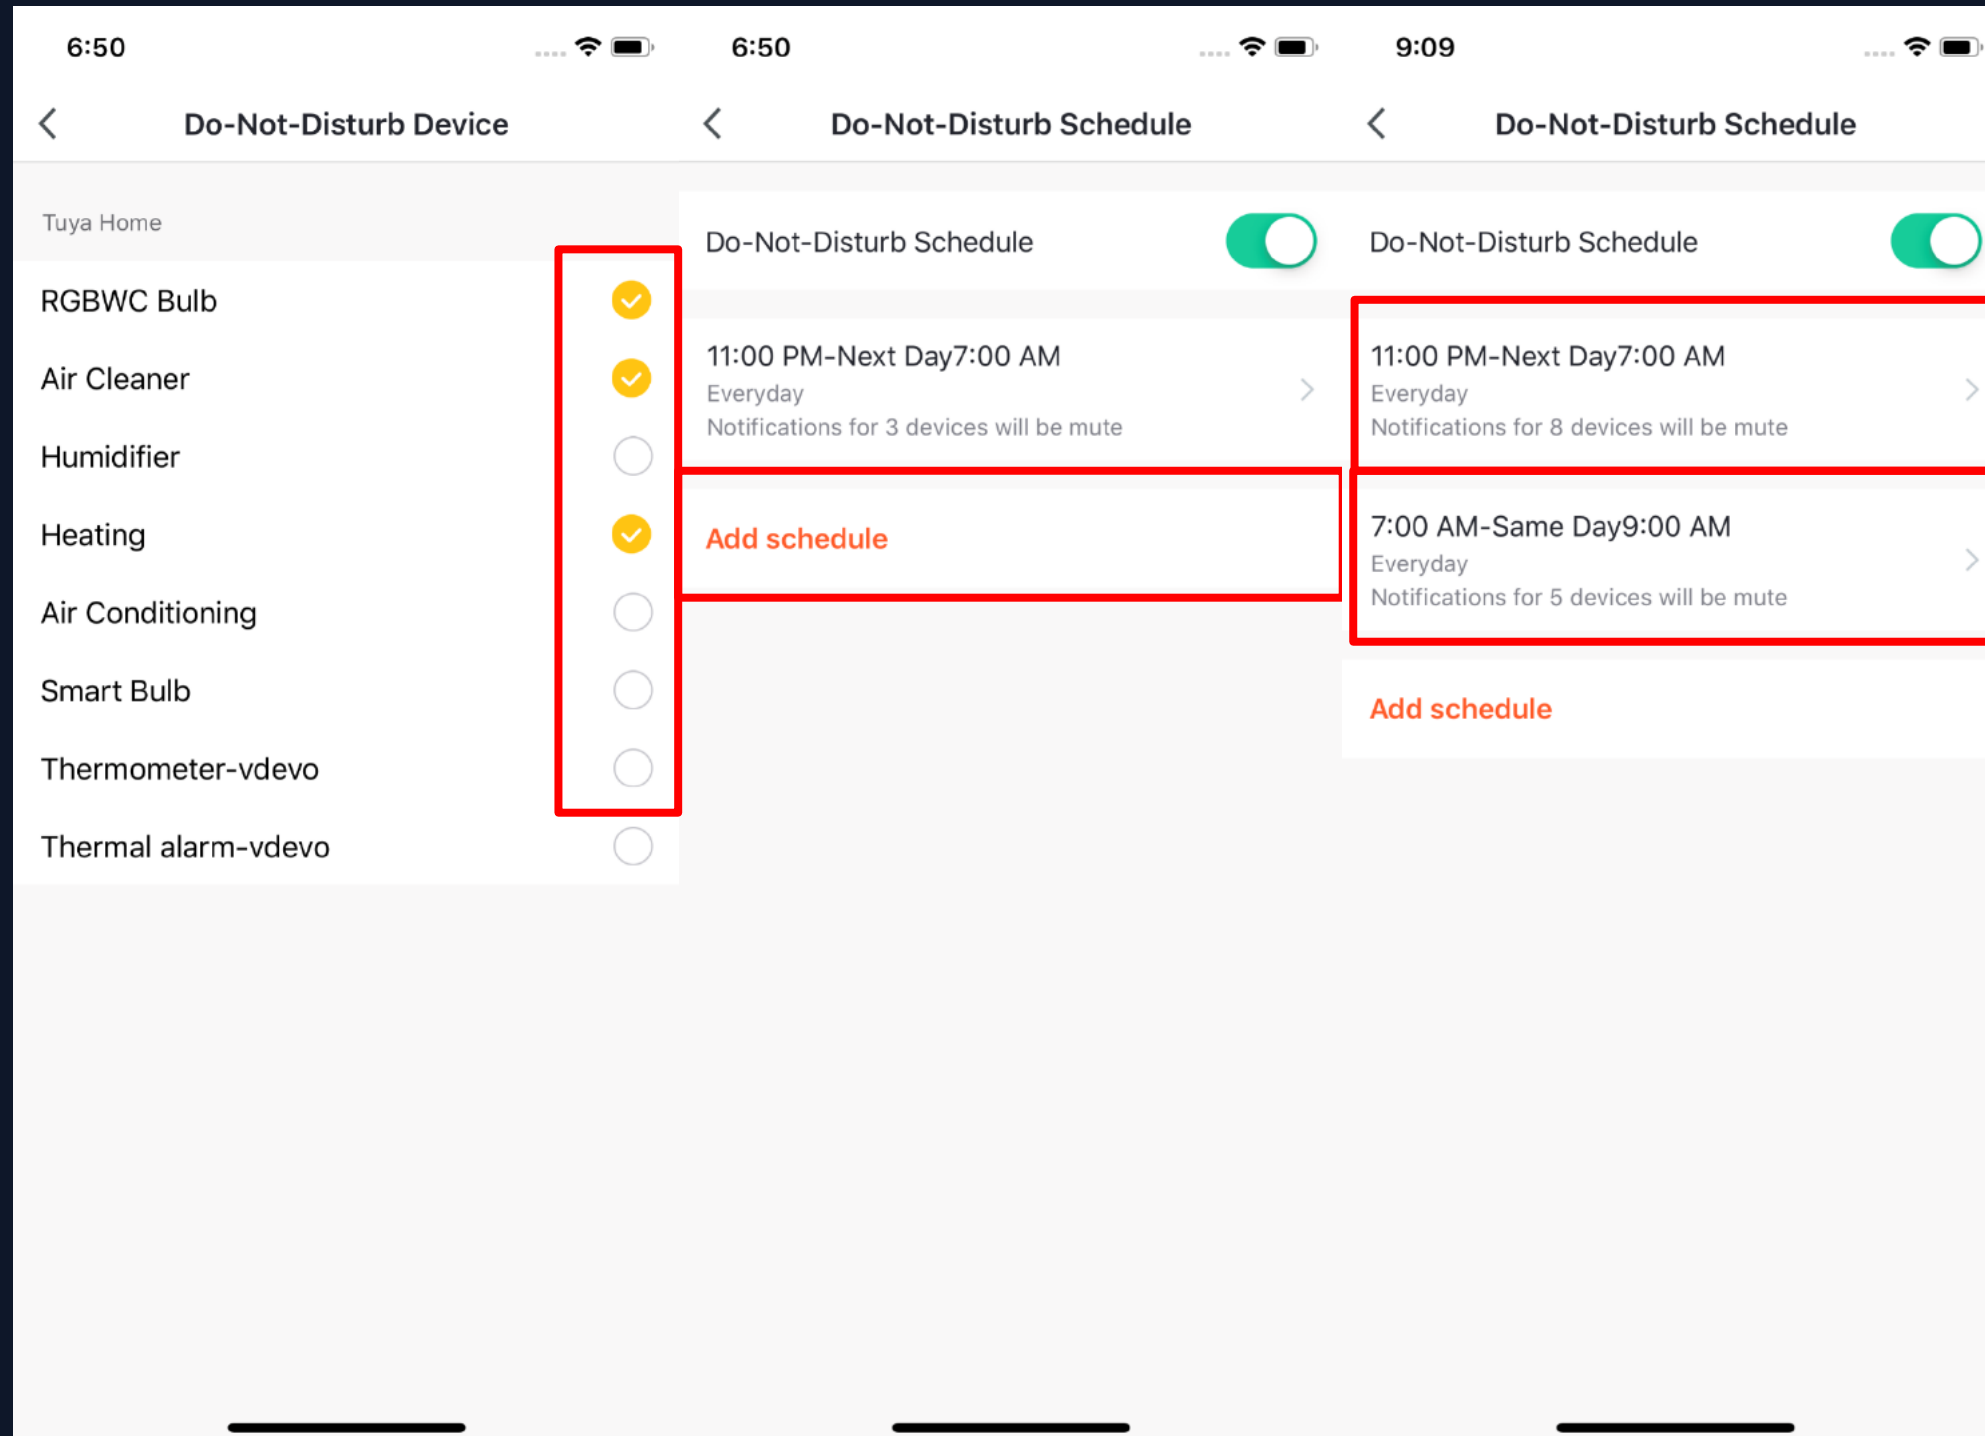 6:50
Do-Not-Disturb Device
Tuya Home
RGBWC Bulb
Air Cleaner
Humidifier
Heating
Air Conditioning
Smart Bulb
Thermometer-vdevo
Thermal alarm-vdevo
6:50
Do-Not-Disturb Schedule
Do-Not-Disturb Schedule
11:00 PM-Next Day7:00 AM
Everyday
Notifications for 3 devices will be mute
Add schedule
9:09
Do-Not-Disturb Schedule
Do-Not-Disturb Schedule
11:00 PM-Next Day7:00 AM
Everyday
Notifications for 8 devices will be mute
7:00 AM-Same Day9:00 AM
Everyday
Notifications for 5 devices will be mute
Add schedule